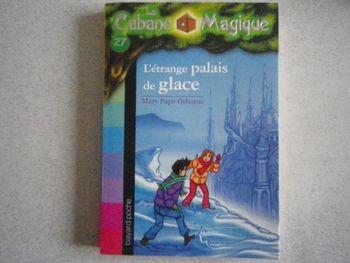 La
Cabane Magique
27
L'étrange palais
de glace
Mary Pope Osborne
bayard poche